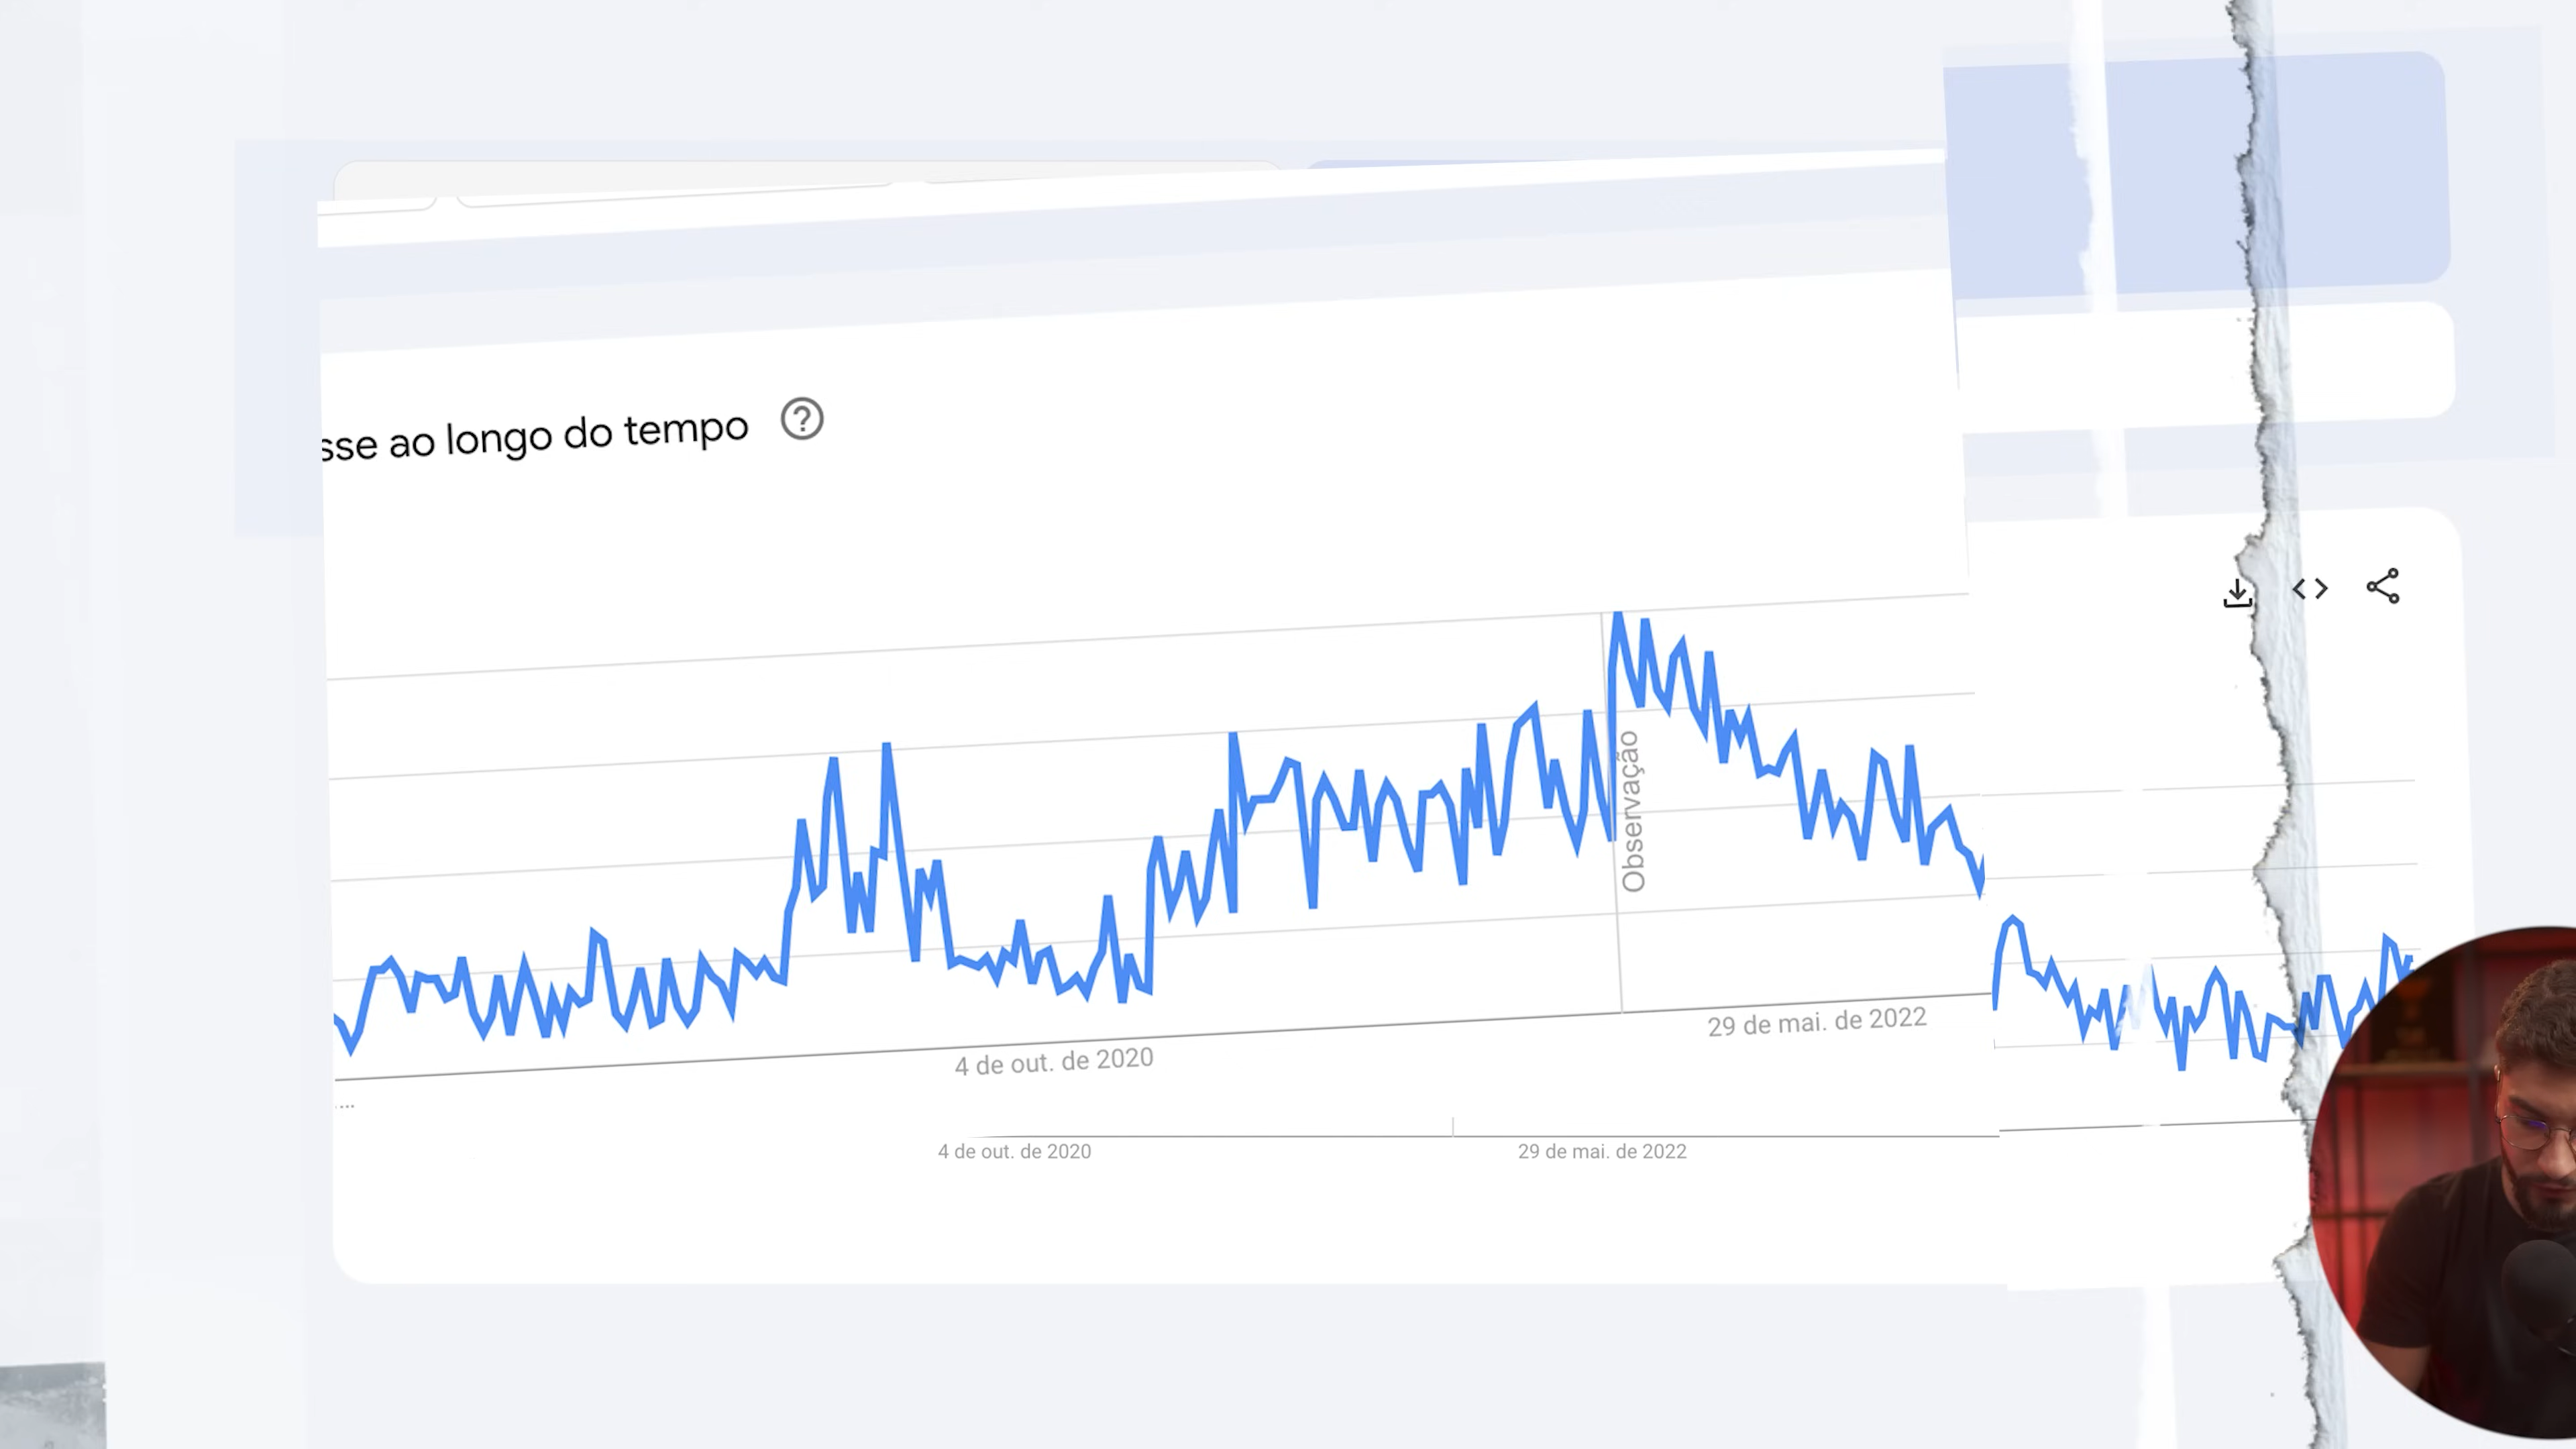 sse ao longo do tempo
Observação
29 de mai. de 2022
4 de out. de 2020
...
4 de out. de 2020
29 de mai. de 2022